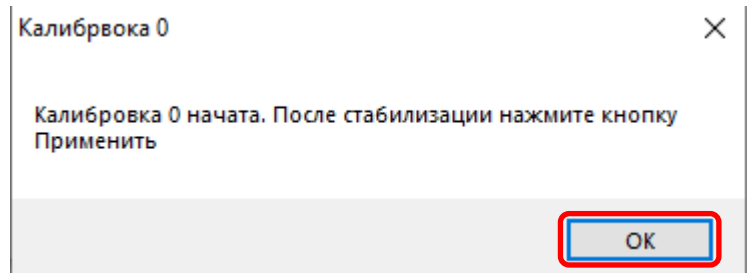 Калибрвока 0
Калибровка 0 начата. После стабилизации нажмите кнопку
Применить
OK